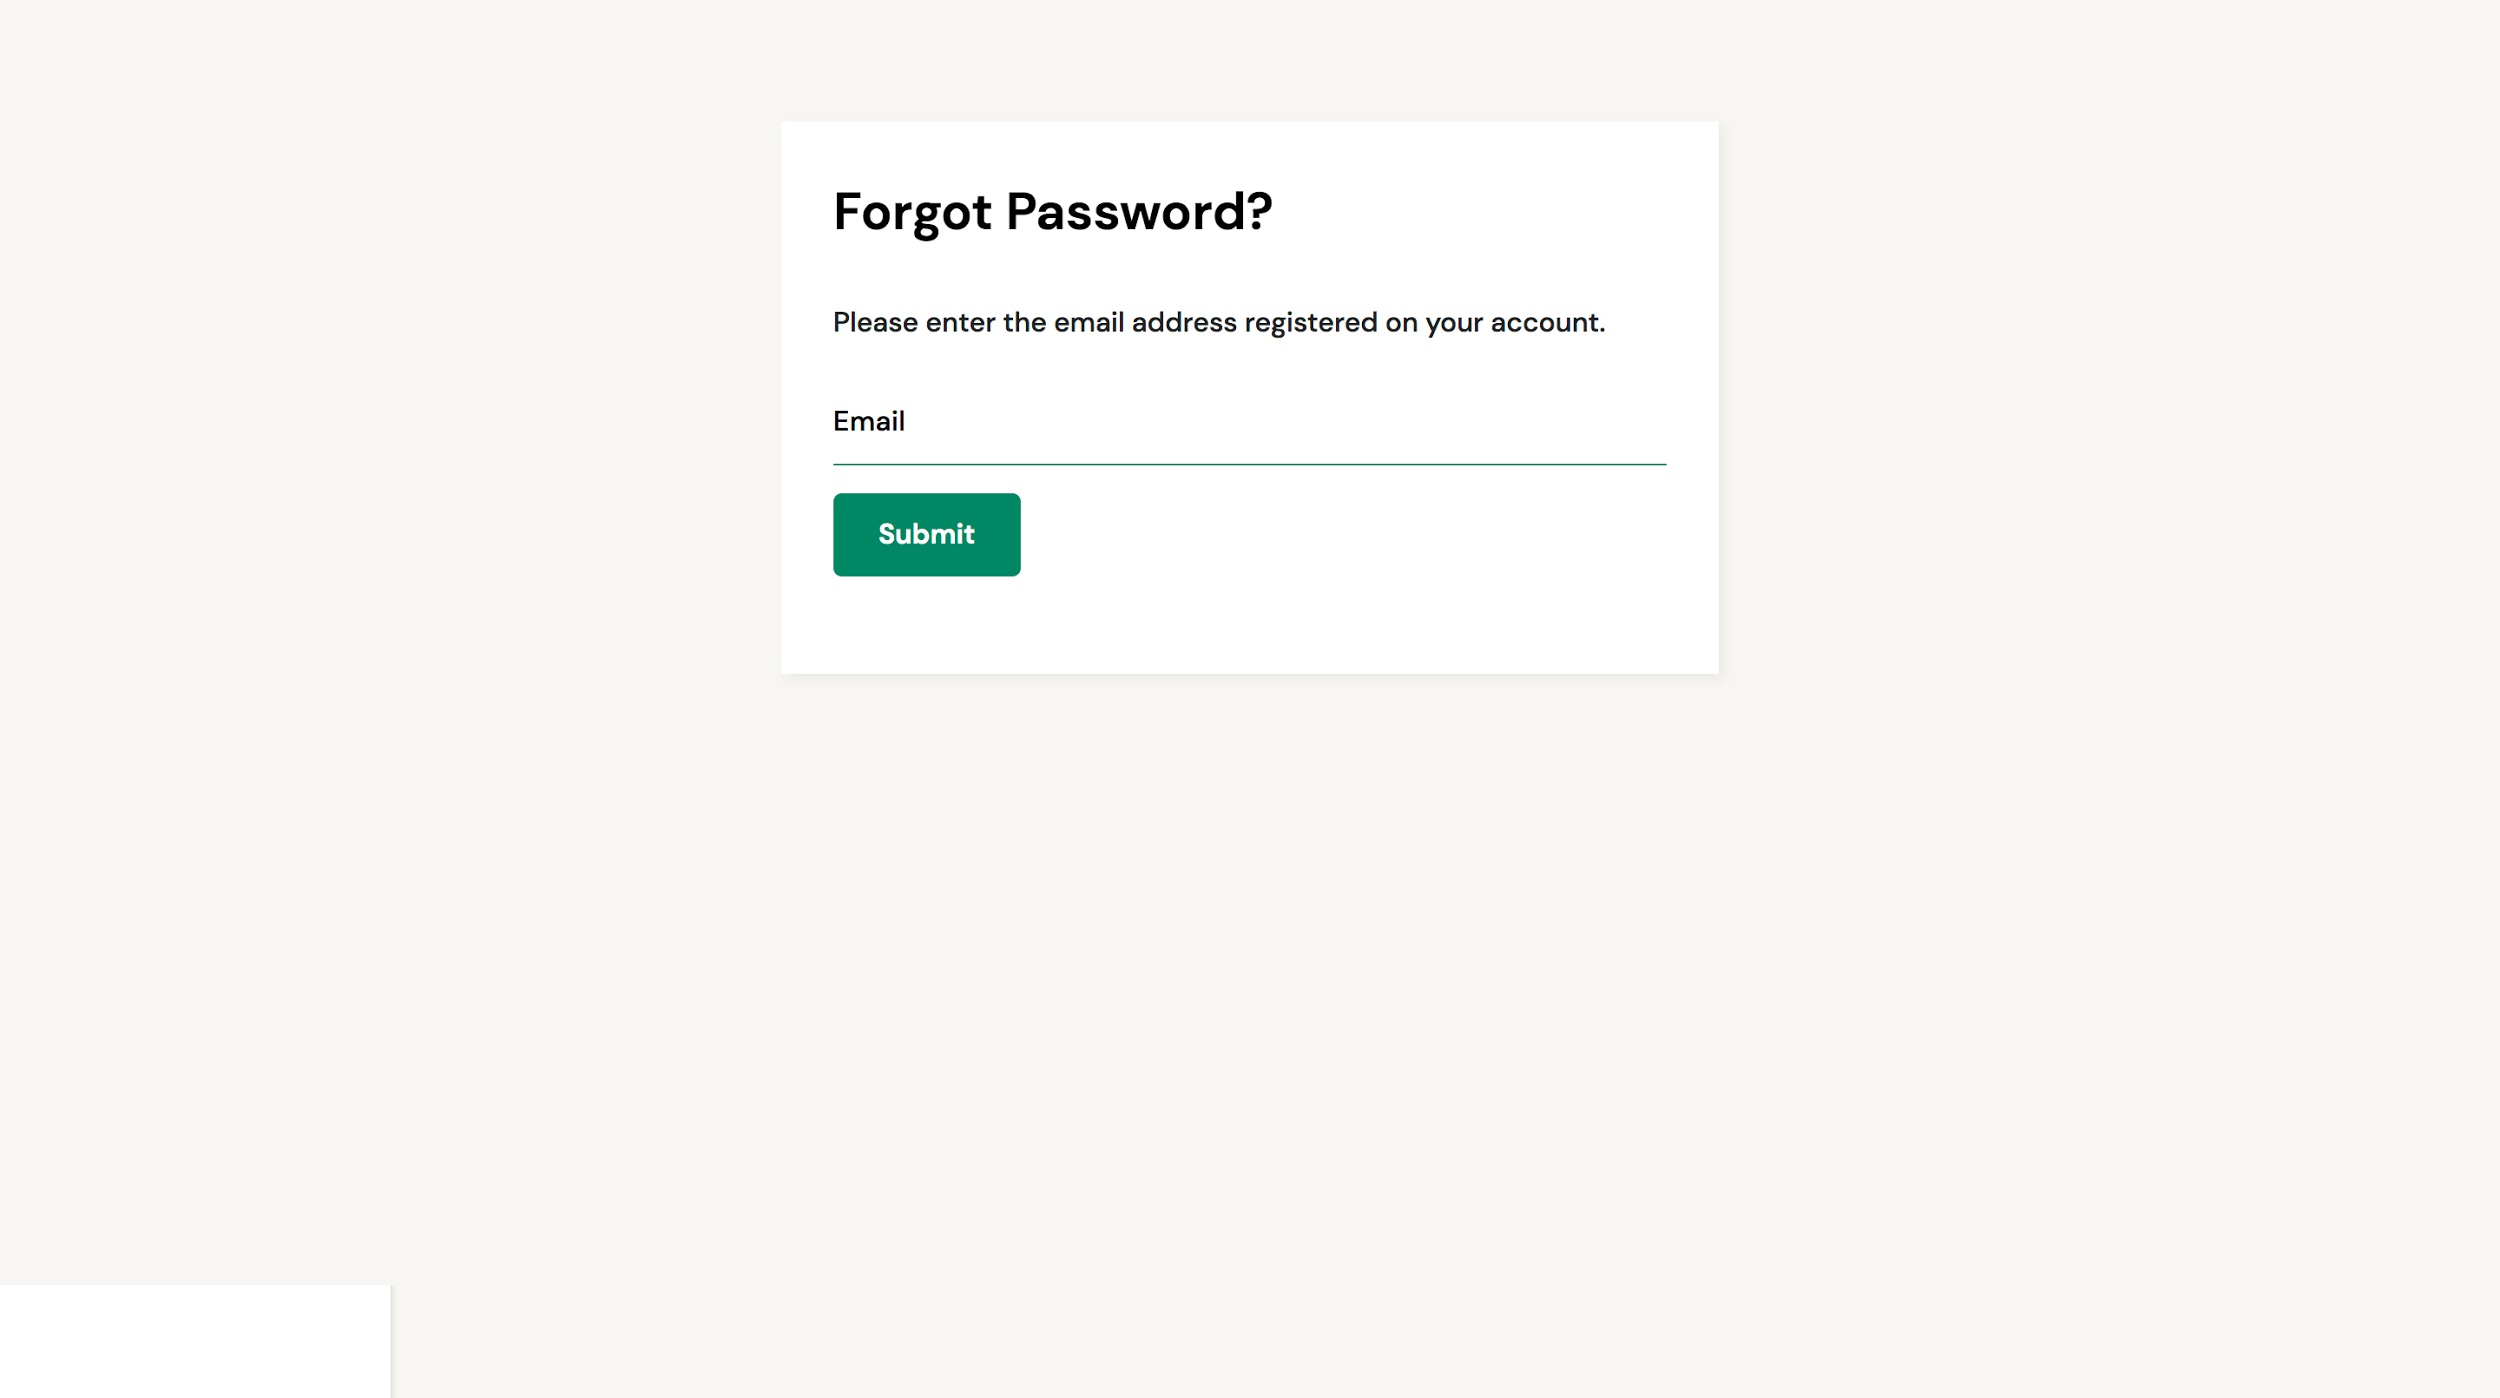 Forgot Password?
Please enter the email address registered on your account.
Email
Submit